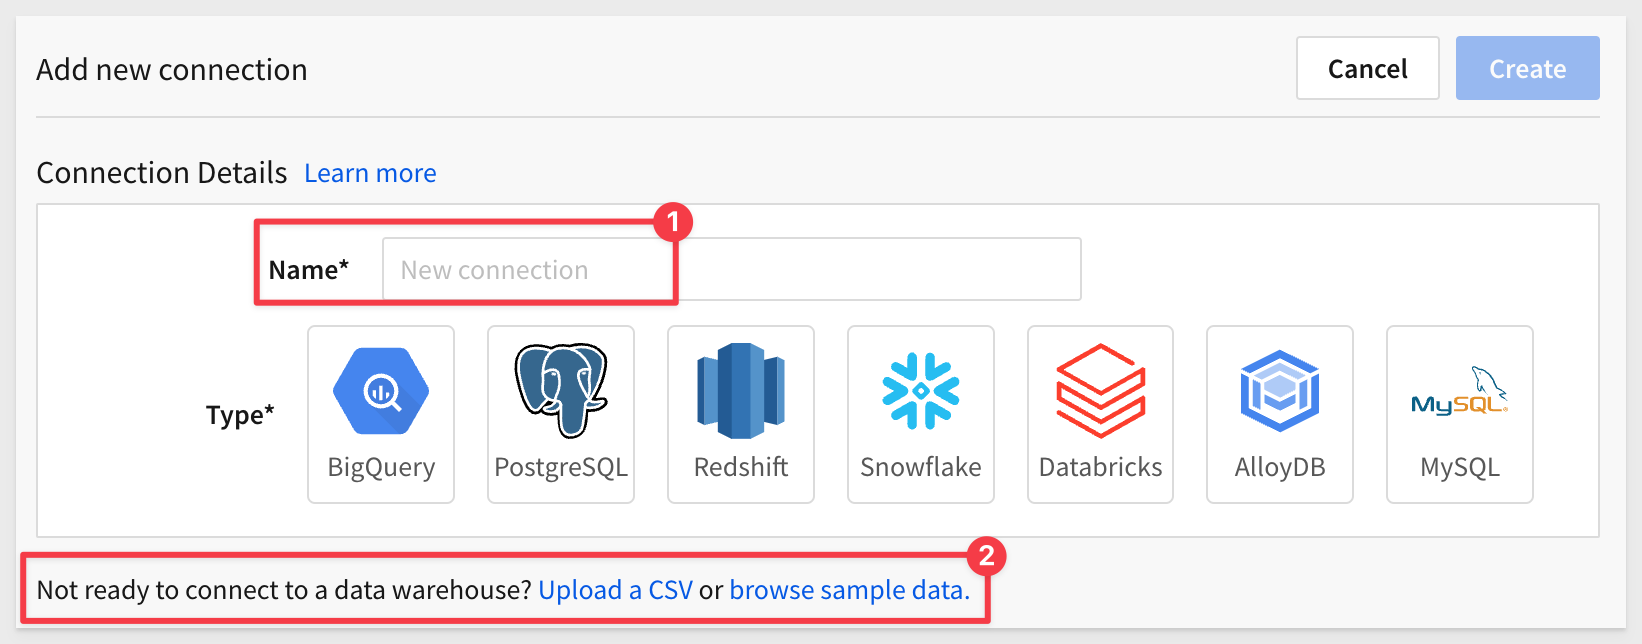 Add new connection
Cancel
Create
Connection Details Learn more
1
Name* New connection
Type*
BigQuery
PostgreSQL
Redshift
Snowflake
Databricks
AlloyDB
MySQL
MySQL
2
Not ready to connect to a data warehouse? Upload a CSV or browse sample data.